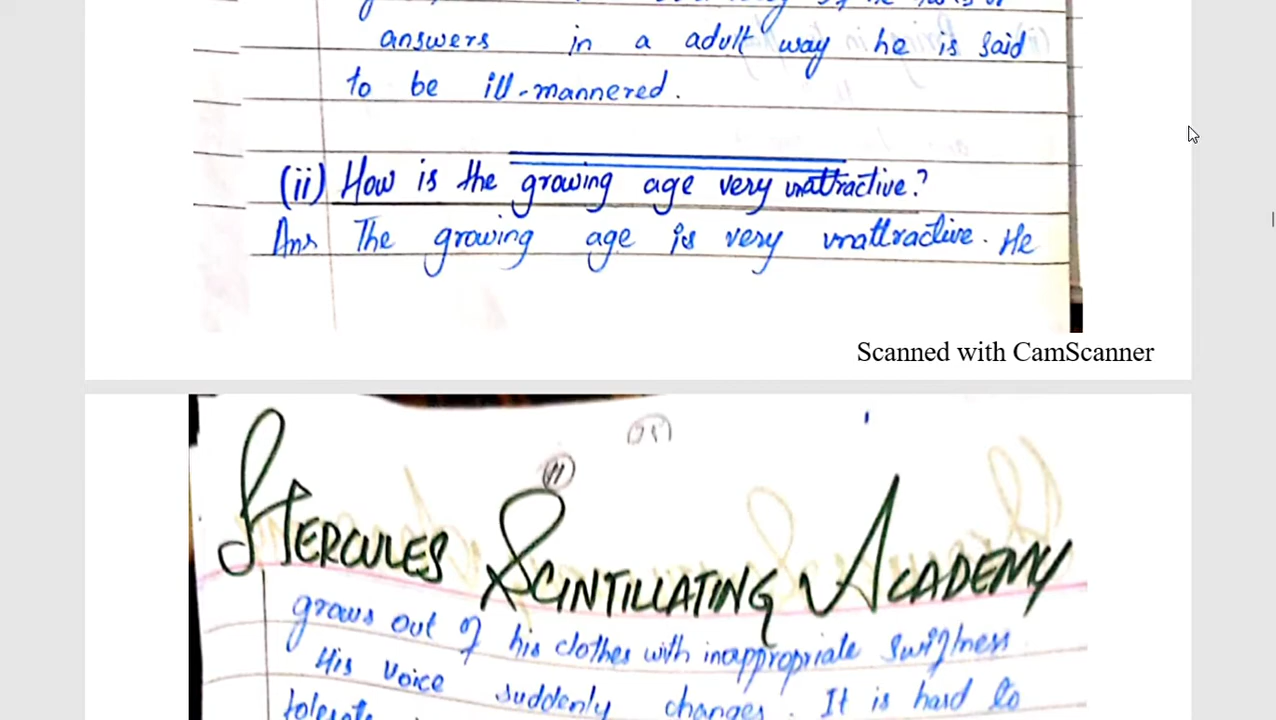 answers in a adult way he is said
to be ill-mannered.
(ii) How is the growing age very unattractive?
Ans The growing age is very unattractive. He
Scanned with CamScanner
11
HERCULES SCINTILLATING ACADEMY
grows out of his clothes with inappropriate swiftness
His voice suddenly changes. It is hard to
tolerate